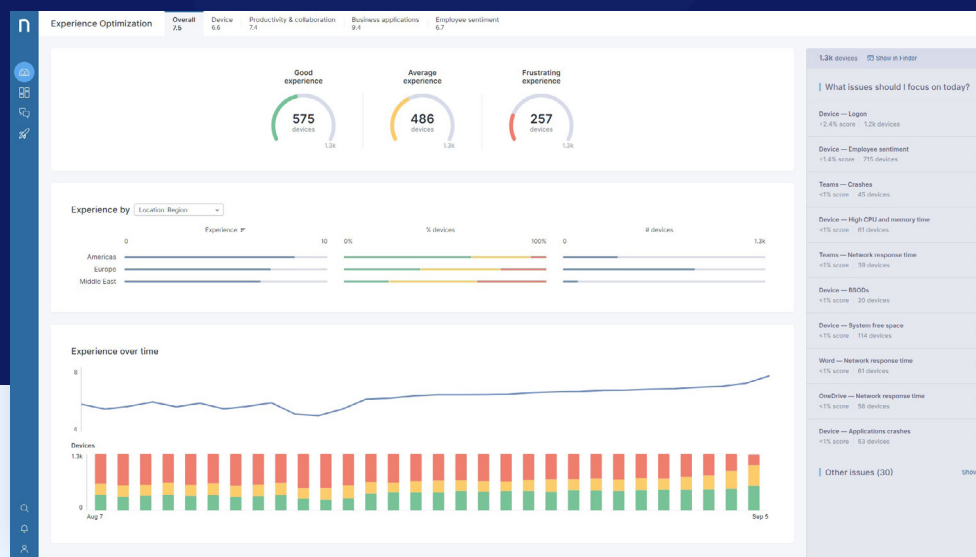 n
Experience Optimization
Overall
7.5
Device
6.6
Productivity & collaboration
7.4
Business applications
9.4
Employee sentiment
6.7
Good
experience
575
devices
1.3k
Average
experience
486
devices
1.3k
Frustrating
experience
257
devices
1.3k
Experience by Location: Region
Experience
% devices
# devices
0 10 0% 100% 0 1.3k
Americas
Europe
Middle East
Experience over time
8
4
Devices
1.3k
0
Aug 7
Sep 5
1.3k devices Show in Finder
What issues should I focus on today?
Device — Logon
+2.4% score 1.2k devices
Device — Employee sentiment
+1.4% score 715 devices
Teams — Crashes
<1% score 45 devices
Device — High CPU and memory time
<1% score 61 devices
Teams — Network response time
<1% score 39 devices
Device — BSODs
<1% score 20 devices
Device — System free space
<1% score 114 devices
Word — Network response time
<1% score 61 devices
OneDrive — Network response time
<1% score 56 devices
Device — Applications crashes
<1% score 53 devices
Other issues (30)
Show